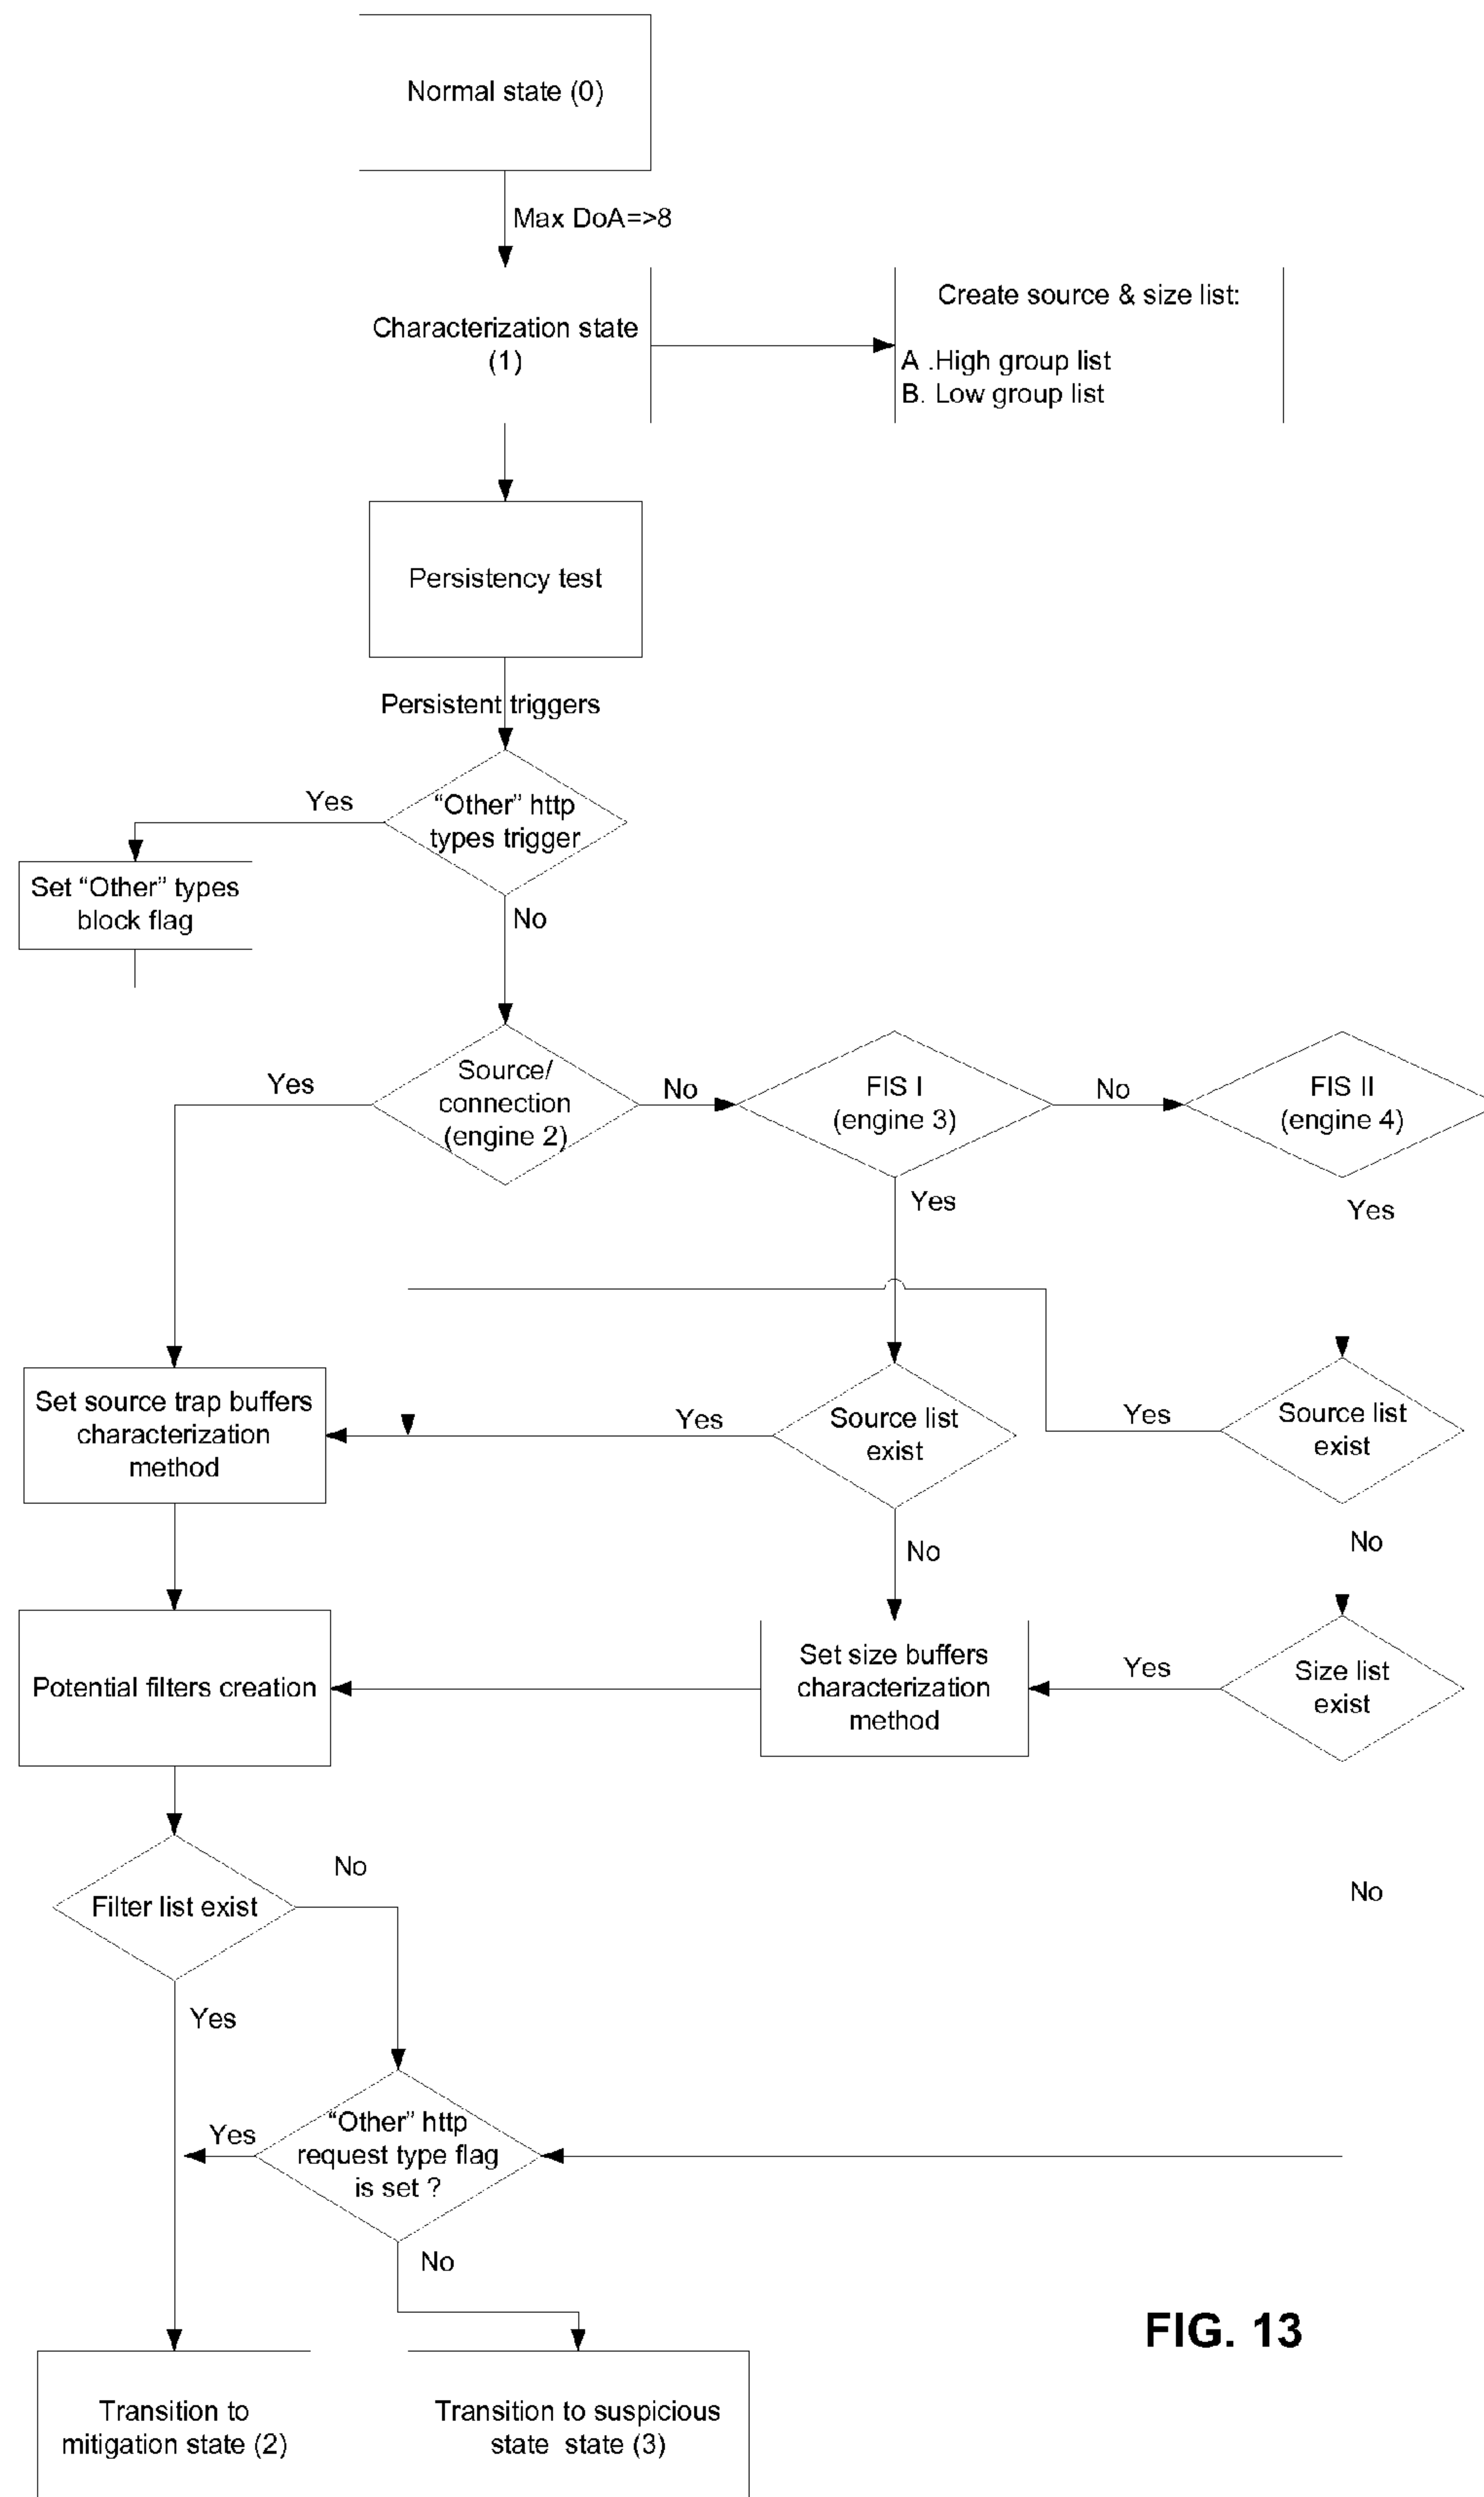 Normal state (0)
Max DoA=>8
Characterization state
(1)
Create source & size list:
A .High group list
B. Low group list
Persistency test
Persistent triggers
Yes
“Other” http
types trigger
Set “Other” types
block flag
No
Yes
Source/
connection
(engine 2)
No
FIS I
(engine 3)
No
FIS II
(engine 4)
Yes
Yes
Set source trap buffers
characterization
method
Yes
Source list
exist
Yes
Source list
exist
No
No
Potential filters creation
Set size buffers
characterization
method
Yes
Size list
exist
No
Filter list exist
No
Yes
Yes
“Other” http
request type flag
is set ?
No
FIG. 13
Transition to
mitigation state (2)
Transition to suspicious
state  state (3)